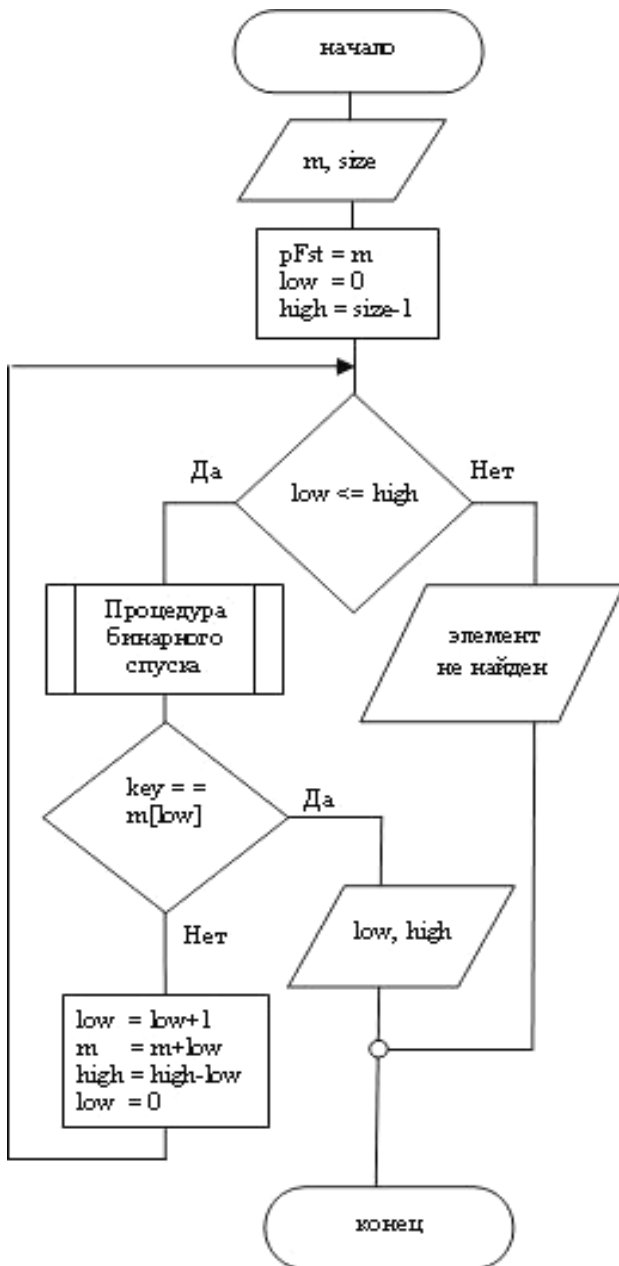 начало
m, size
pFst = m
low = 0
high = size-1
Да
Нет
low <= high
Процедура
бинарного
спуска
элемент
не найден
key = =
m[low]
Да
Нет
low, high
low = low+1
m = m+low
high = high-low
low = 0
конец